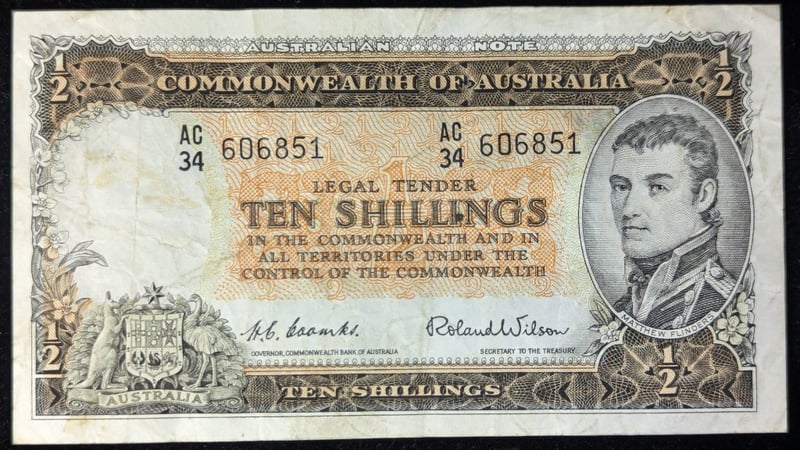 AUSTRALIAN NOTE
1/2 COMMONWEALTH OF AUSTRALIA 1/2
AC 34 606851
AC 34 606851
LEGAL TENDER
TEN SHILLINGS
IN THE COMMONWEALTH AND IN
ALL TERRITORIES UNDER THE
CONTROL OF THE COMMONWEALTH
MATTHEW FLINDERS
H.C. Coombs.
Roland Wilson
GOVERNOR, COMMONWEALTH BANK OF AUSTRALIA
SECRETARY TO THE TREASURY
1/2
1/2
AUSTRALIA
TEN SHILLINGS